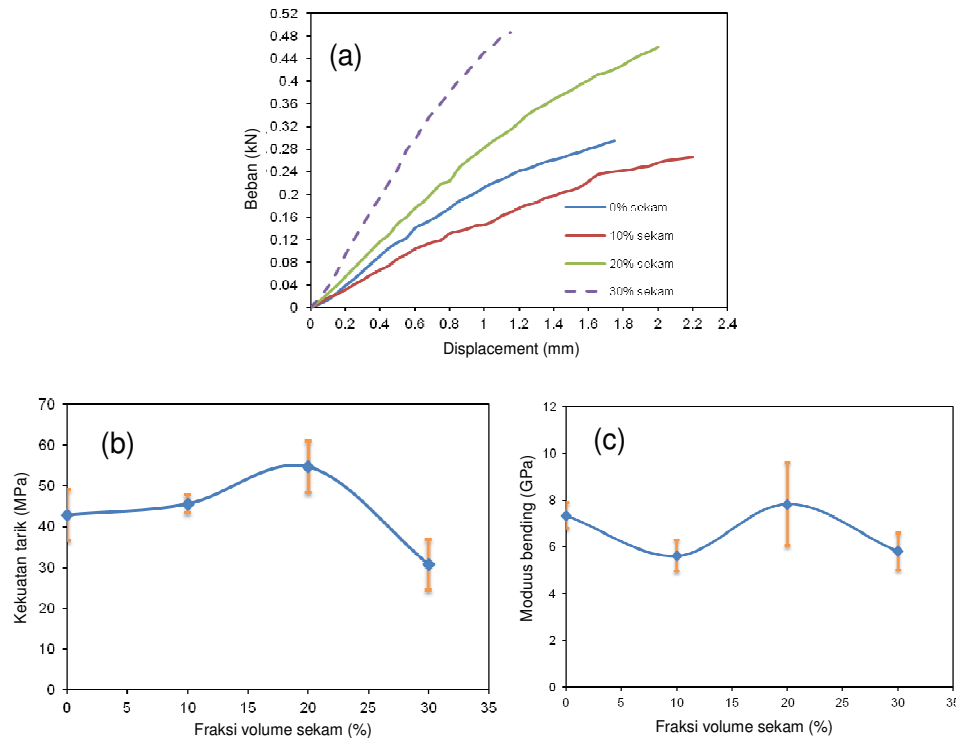 (a)
Beban (kN)
0.52
0.48
0.44
0.4
0.36
0.32
0.28
0.24
0.2
0.16
0.12
0.08
0.04
0
0 0.2 0.4 0.6 0.8 1 1.2 1.4 1.6 1.8 2 2.2 2.4
Displacement (mm)
0% sekam
10% sekam
20% sekam
30% sekam
(b)
Kekuatan tarik (MPa)
70
60
50
40
30
20
10
0
0 5 10 15 20 25 30 35
Fraksi volume sekam (%)
(c)
Moduus bending (GPa)
12
10
8
6
4
2
0
0 5 10 15 20 25 30 35
Fraksi volume sekam (%)